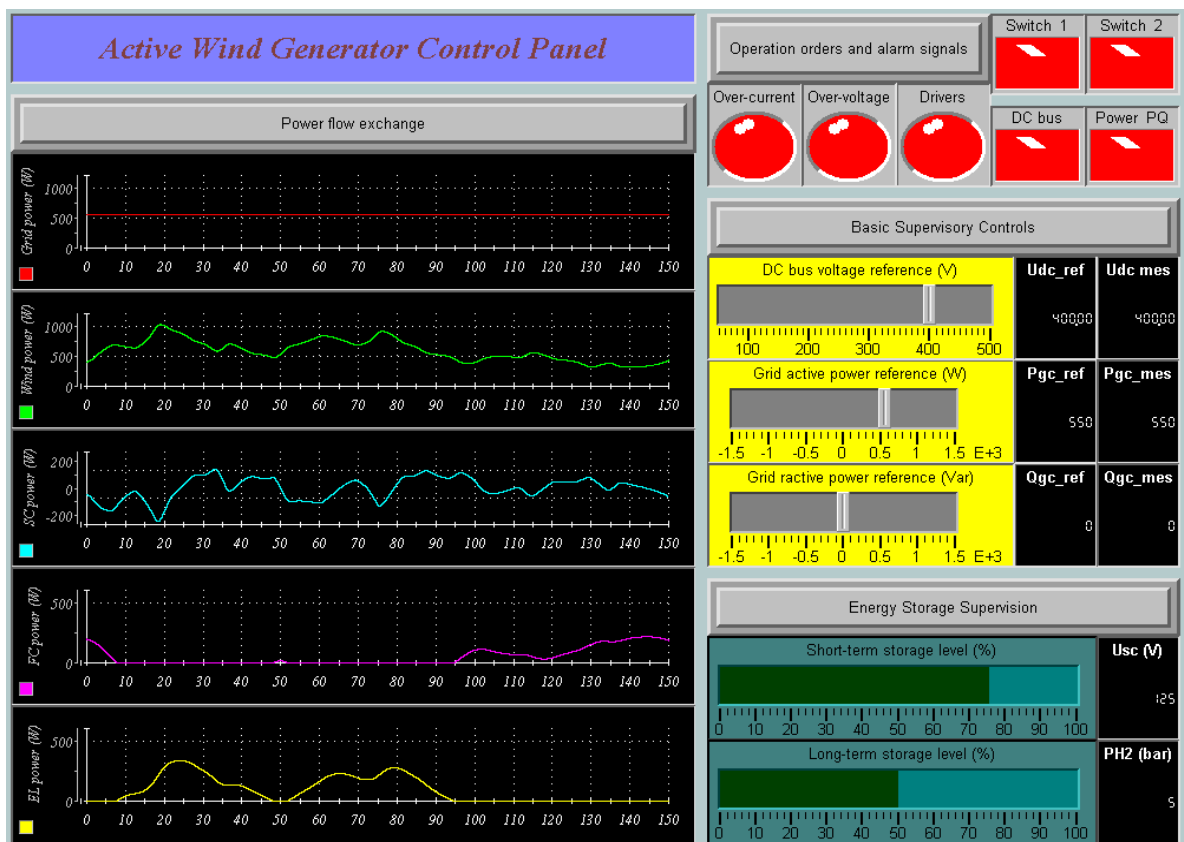 Active Wind Generator Control Panel
Power flow exchange
Grid power (W)
1000
500
0
0 10 20 30 40 50 60 70 80 90 100 110 120 130 140 150
Wind power (W)
1000
500
0
0 10 20 30 40 50 60 70 80 90 100 110 120 130 140 150
SC power (W)
200
0
-200
0 10 20 30 40 50 60 70 80 90 100 110 120 130 140 150
FC power (W)
500
0
0 10 20 30 40 50 60 70 80 90 100 110 120 130 140 150
EL power (W)
500
0
0 10 20 30 40 50 60 70 80 90 100 110 120 130 140 150
Operation orders and alarm signals
Switch 1 Switch 2
Over-current Over-voltage Drivers
DC bus Power PQ
Basic Supervisory Controls
DC bus voltage reference (V) Udc_ref Udc mes
400,00 400,00
100 200 300 400 500
Grid active power reference (W) Pgc_ref Pgc_mes
550 550
-1.5 -1 -0.5 0 0.5 1 1.5 E+3
Grid ractive power reference (Var) Qgc_ref Qgc_mes
0 0
-1.5 -1 -0.5 0 0.5 1 1.5 E+3
Energy Storage Supervision
Short-term storage level (%) Usc (V)
125
0 10 20 30 40 50 60 70 80 90 100
Long-term storage level (%) PH2 (bar)
5
0 10 20 30 40 50 60 70 80 90 100